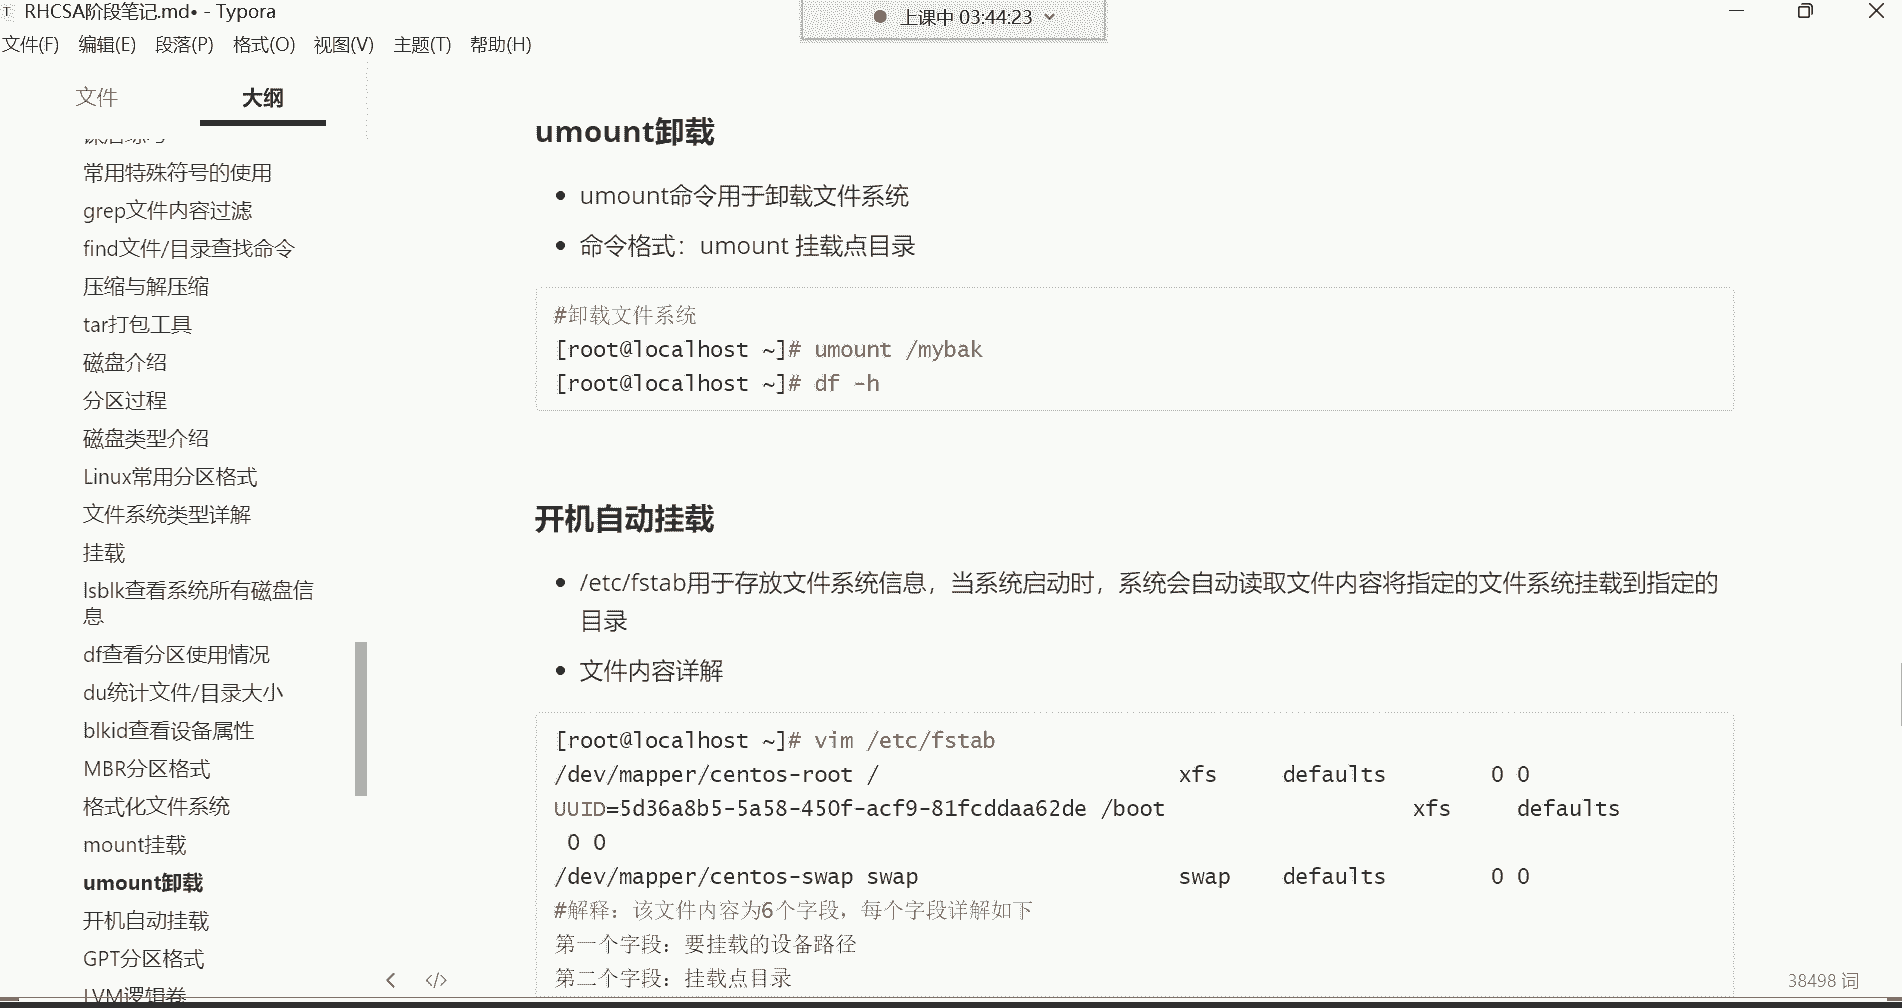 RHCSA阶段笔记.md• - Typora
上课中 03:44:23
文件(F) 编辑(E) 段落(P) 格式(O) 视图(V) 主题(T) 帮助(H)
文件 大纲
常用特殊符号的使用
grep文件内容过滤
find文件/目录查找命令
压缩与解压缩
tar打包工具
磁盘介绍
分区过程
磁盘类型介绍
Linux常用分区格式
文件系统类型详解
挂载
lsblk查看系统所有磁盘信
息
df查看分区使用情况
du统计文件/目录大小
blkid查看设备属性
MBR分区格式
格式化文件系统
mount挂载
umount卸载
开机自动挂载
GPT分区格式
LVM逻辑卷
umount卸载
umount命令用于卸载文件系统
命令格式：umount 挂载点目录
#卸载文件系统
[root@localhost ~]# umount /mybak
[root@localhost ~]# df -h
开机自动挂载
/etc/fstab用于存放文件系统信息，当系统启动时，系统会自动读取文件内容将指定的文件系统挂载到指定的
目录
文件内容详解
[root@localhost ~]# vim /etc/fstab
/dev/mapper/centos-root / xfs defaults 0 0
UUID=5d36a8b5-5a58-450f-acf9-81fcddaa62de /boot xfs defaults
0 0
/dev/mapper/centos-swap swap swap defaults 0 0
#解释：该文件内容为6个字段，每个字段详解如下
第一个字段：要挂载的设备路径
第二个字段：挂载点目录
38498 词